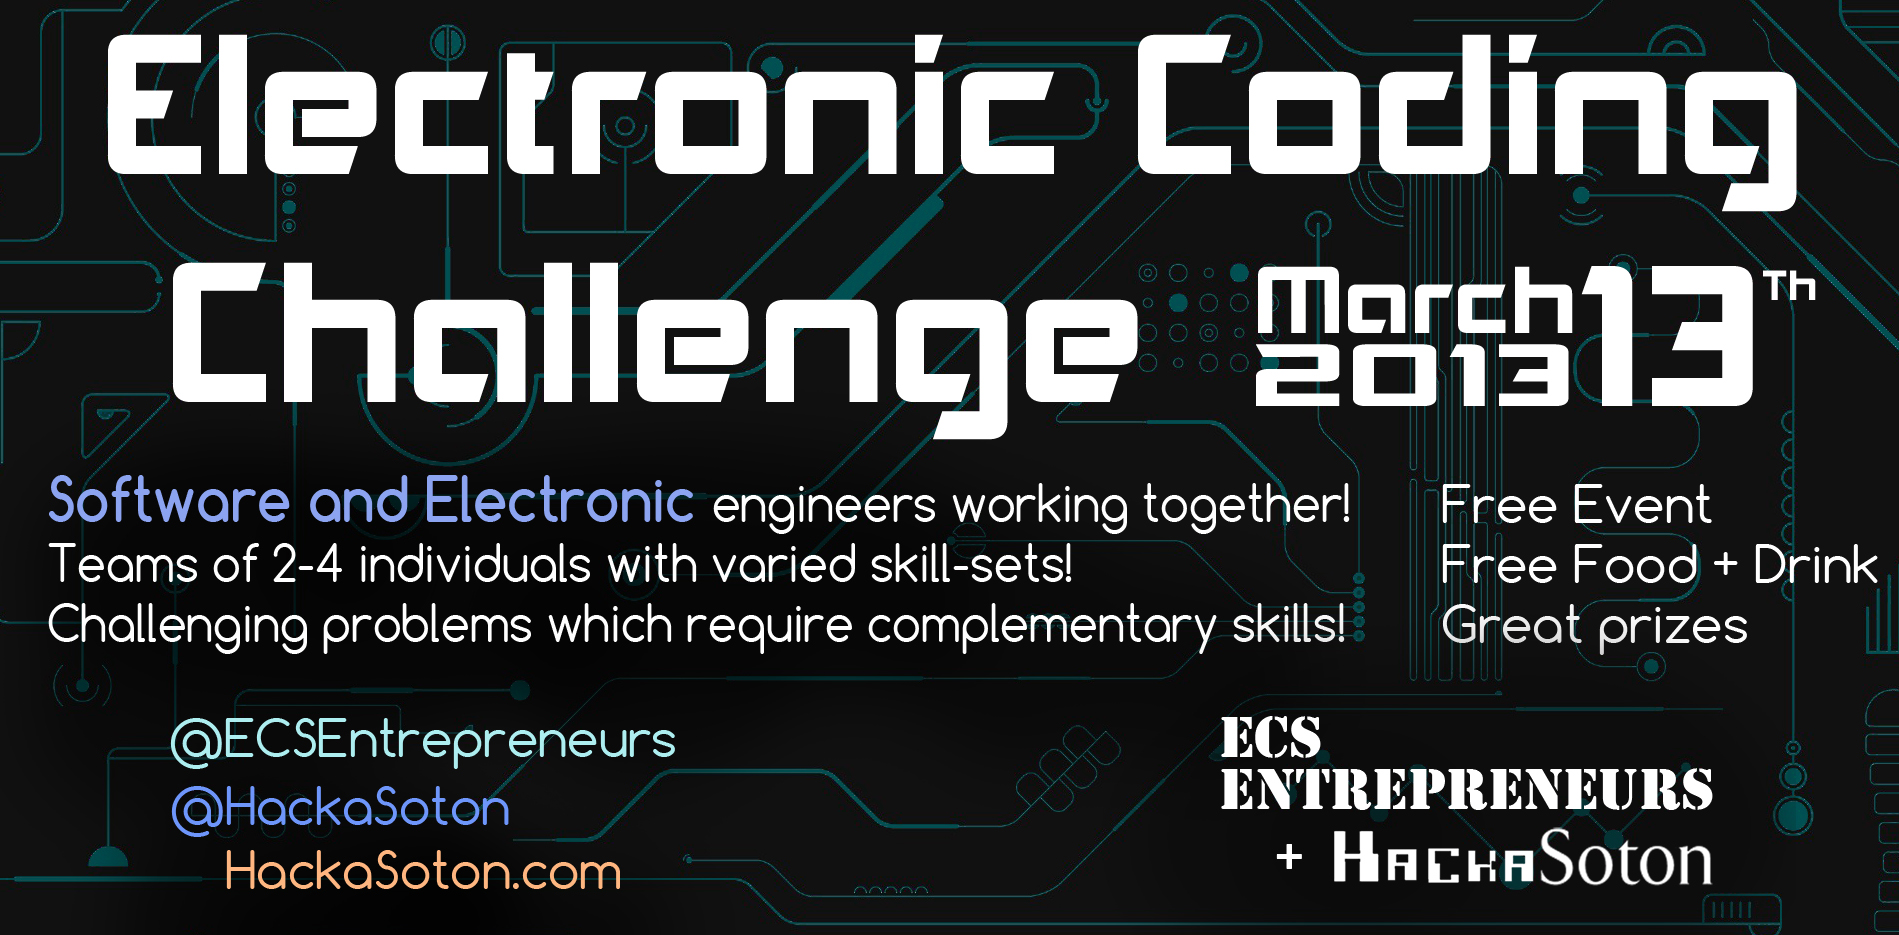 Electronic Coding
Challenge
March 13Th
2013
Software and Electronic engineers working together!
Teams of 2-4 individuals with varied skill-sets!
Challenging problems which require complementary skills!
Free Event
Free Food + Drink
Great prizes
@ECSEntrepreneurs
@HackaSoton
HackaSoton.com
ECS
ENTREPRENEURS
+ HACKASoton